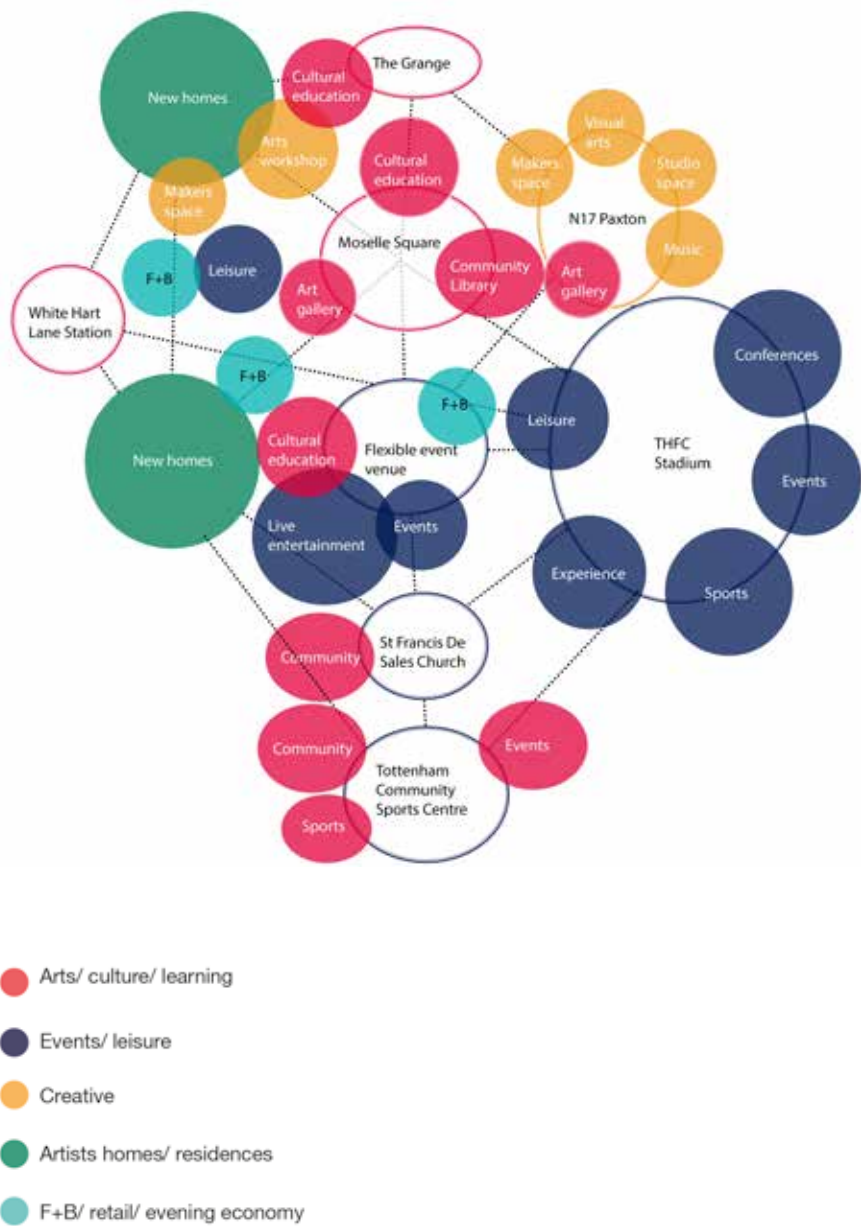 The Grange
Cultural
education
New homes
Arts
workshop
Cultural
education
Visual
arts
Makers
space
Studio
space
Makers
space
N17 Paxton
Moselle Square
Music
F+B
Leisure
Community
Library
Art
gallery
Art
gallery
White Hart
Lane Station
Conferences
F+B
F+B
Leisure
Cultural
education
Flexible event
venue
THFC
Stadium
New homes
Events
Live
entertainment
Events
Experience
Sports
St Francis De
Sales Church
Community
Community
Events
Tottenham
Community
Sports Centre
Sports
Arts/ culture/ learning
Events/ leisure
Creative
Artists homes/ residences
F+B/ retail/ evening economy